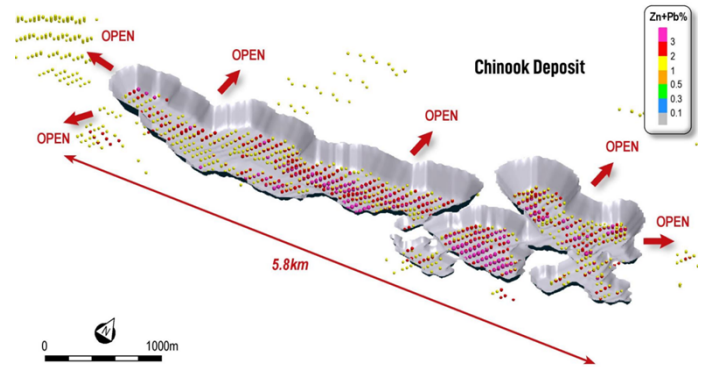 Zn+Pb%
3
2
1
0.5
0.3
0.1
Chinook Deposit
OPEN
OPEN
OPEN
OPEN
OPEN
OPEN
5.8km
N
0
1000m